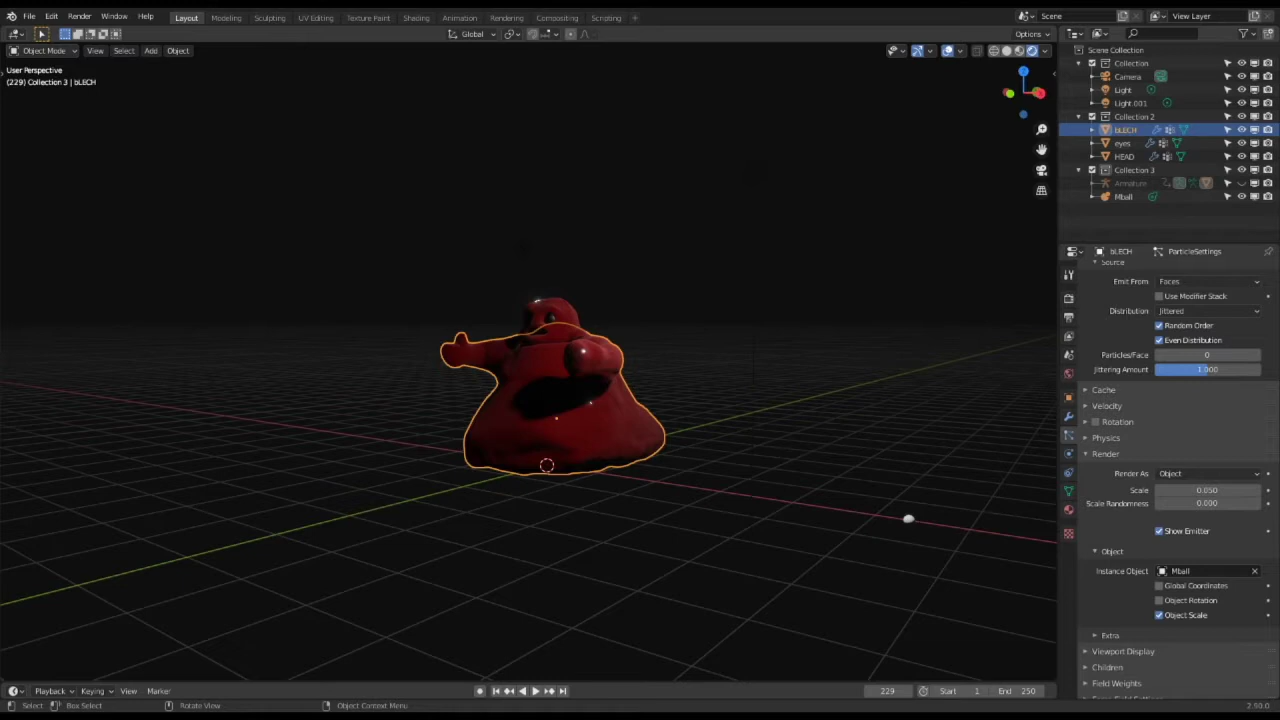 File Edit Render Window Help Layout Modeling Sculpting UV Editing Texture Paint Shading Animation Rendering Compositing Scripting + Scene View Layer
Global Options
Object Mode View Select Add Object
User Perspective
(229) Collection 3 | bLECH
Scene Collection
Collection
Camera
Light
Light.001
Collection 2
bLECH
eyes
HEAD
Collection 3
Armature
Mball
bLECH ParticleSettings
Source
Emit From Faces
Use Modifier Stack
Distribution Jittered
Random Order
Even Distribution
Particles/Face 0
Jittering Amount 1.000
Cache
Velocity
Rotation
Physics
Render
Render As Object
Scale 0.050
Scale Randomness 0.000
Show Emitter
Object
Instance Object Mball
Global Coordinates
Object Rotation
Object Scale
Extra
Viewport Display
Children
Field Weights
Playback Keying View Marker 229 Start 1 End 250
Select Box Select Rotate View Object Context Menu 2.90.0